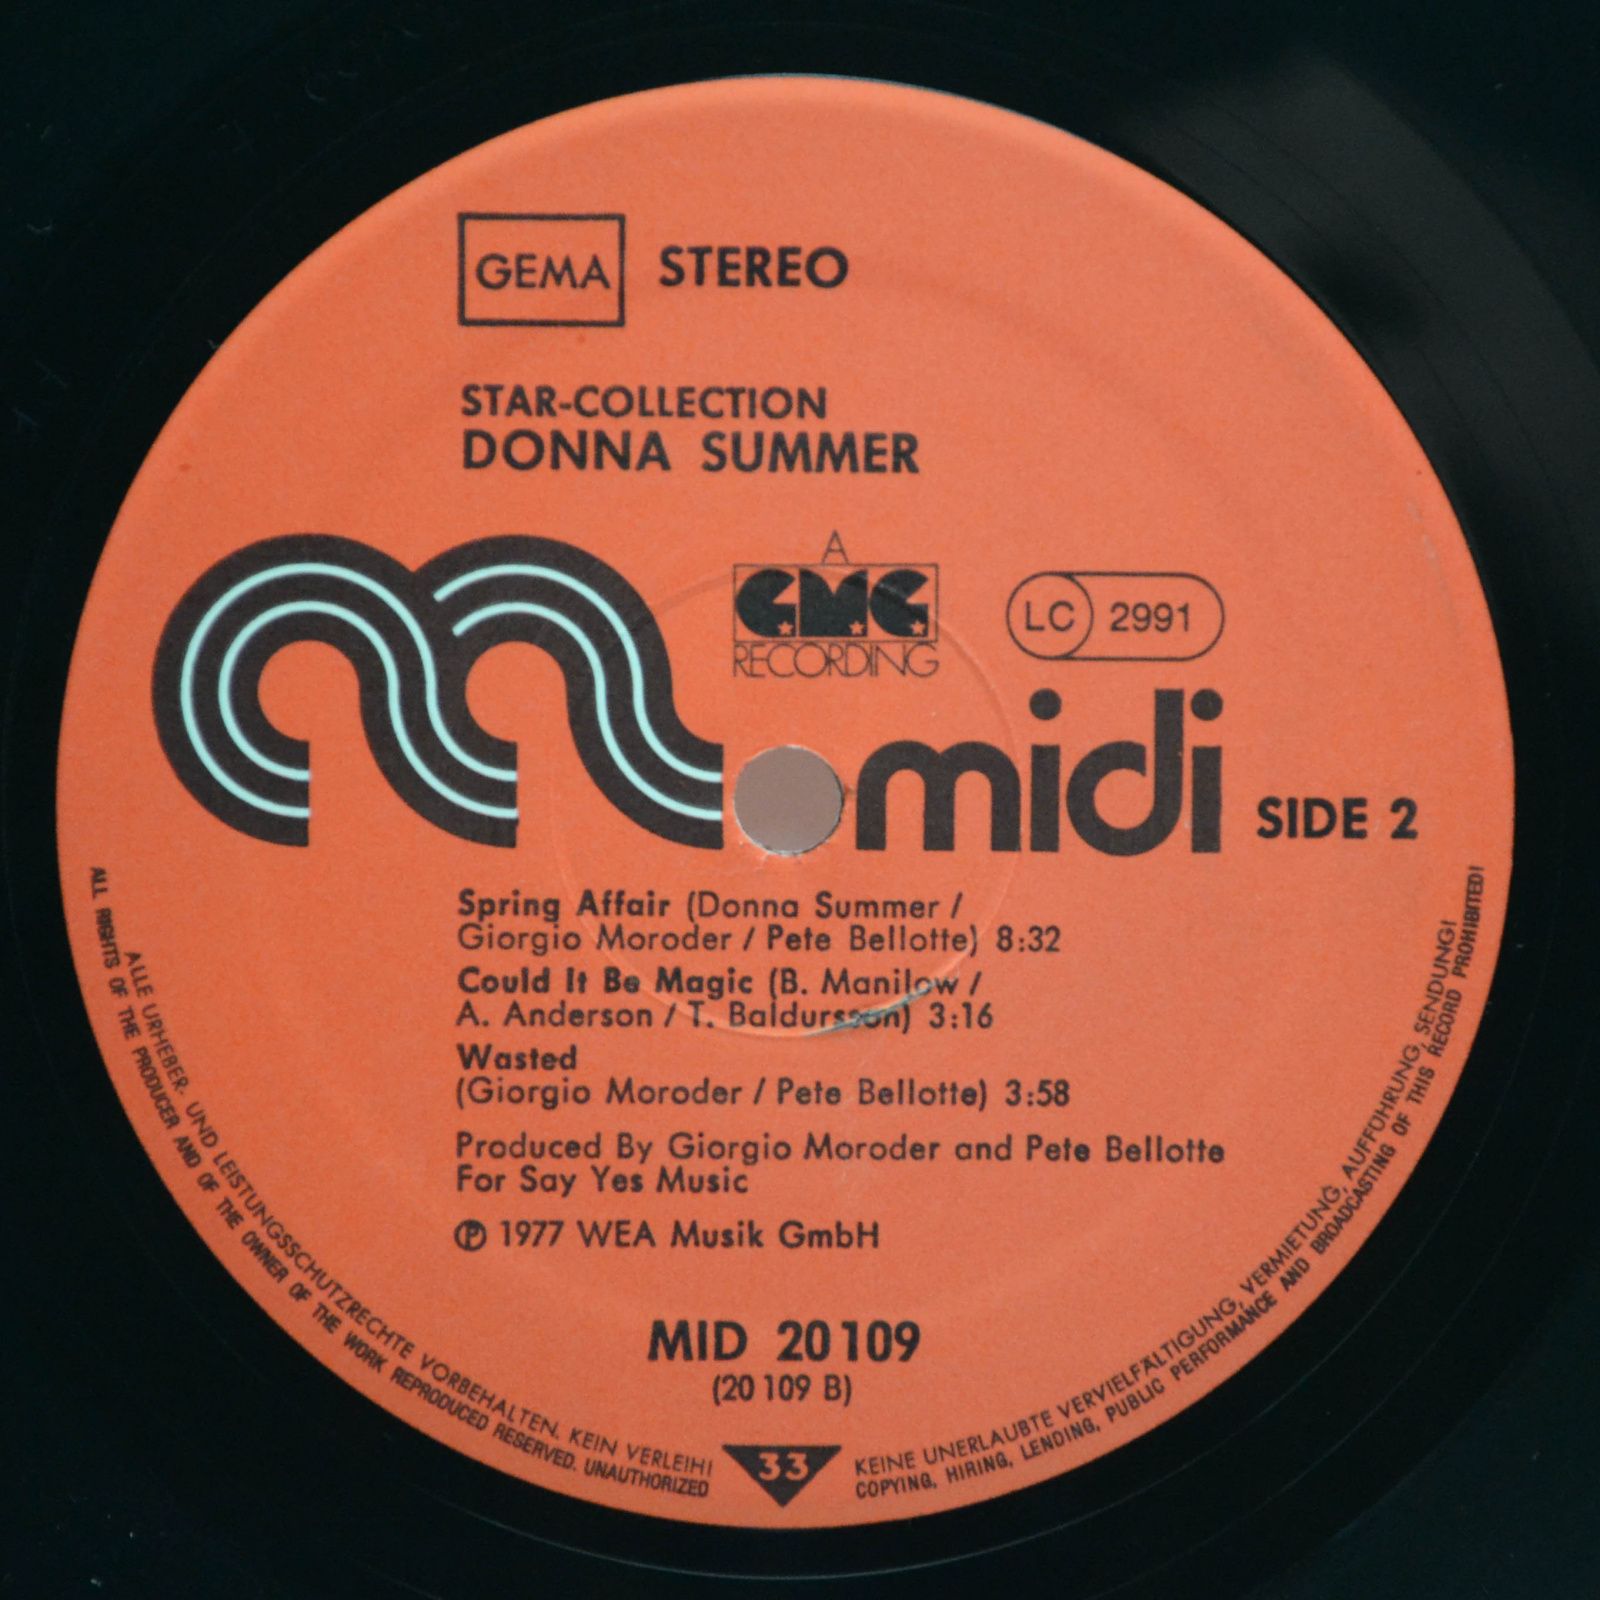 GEMA STEREO
STAR-COLLECTION
DONNA SUMMER
A
GMG
RECORDING
LC 2991
midi SIDE 2
Spring Affair (Donna Summer /
Giorgio Moroder / Pete Bellotte) 8:32
Could It Be Magic (B. Manilow /
A. Anderson / T. Baldursson) 3:16
Wasted
(Giorgio Moroder / Pete Bellotte) 3:58
Produced By Giorgio Moroder and Pete Bellotte
For Say Yes Music
℗ 1977 WEA Musik GmbH
MID 20 109
(20 109 B)
33
ALLE URHEBER- UND LEISTUNGSSCHUTZRECHTE VORBEHALTEN. KEIN VERLEIH! KEINE UNERLAUBTE VERVIELFÄLTIGUNG, VERMIETUNG, AUFFÜHRUNG, SENDUNG!
ALL RIGHTS OF THE PRODUCER AND OF THE OWNER OF THE WORK REPRODUCED RESERVED. UNAUTHORIZED COPYING, HIRING, LENDING, PUBLIC PERFORMANCE AND BROADCASTING OF THIS RECORD PROHIBITED!